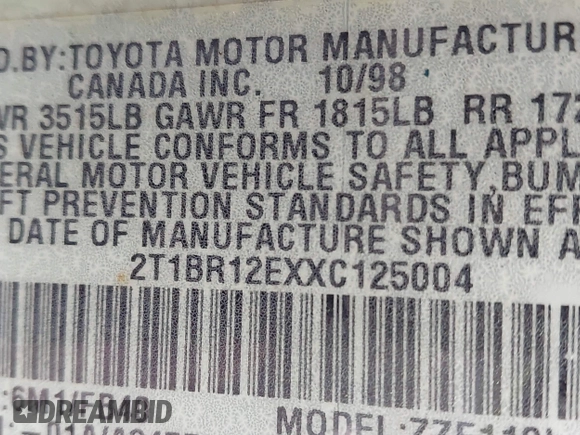 D.BY:TOYOTA MOTOR MANUFACTUR
CANADA INC. 10/98
WR 3515LB GAWR FR 1815LB RR 172
S VEHICLE CONFORMS TO ALL APPL
ERAL MOTOR VEHICLE SAFETY, BUM
FT PREVENTION STANDARDS IN EFF
DATE OF MANUFACTURE SHOWN A
2T1BR12EXXC125004
DREAMBID
MODEL:ZZE110L